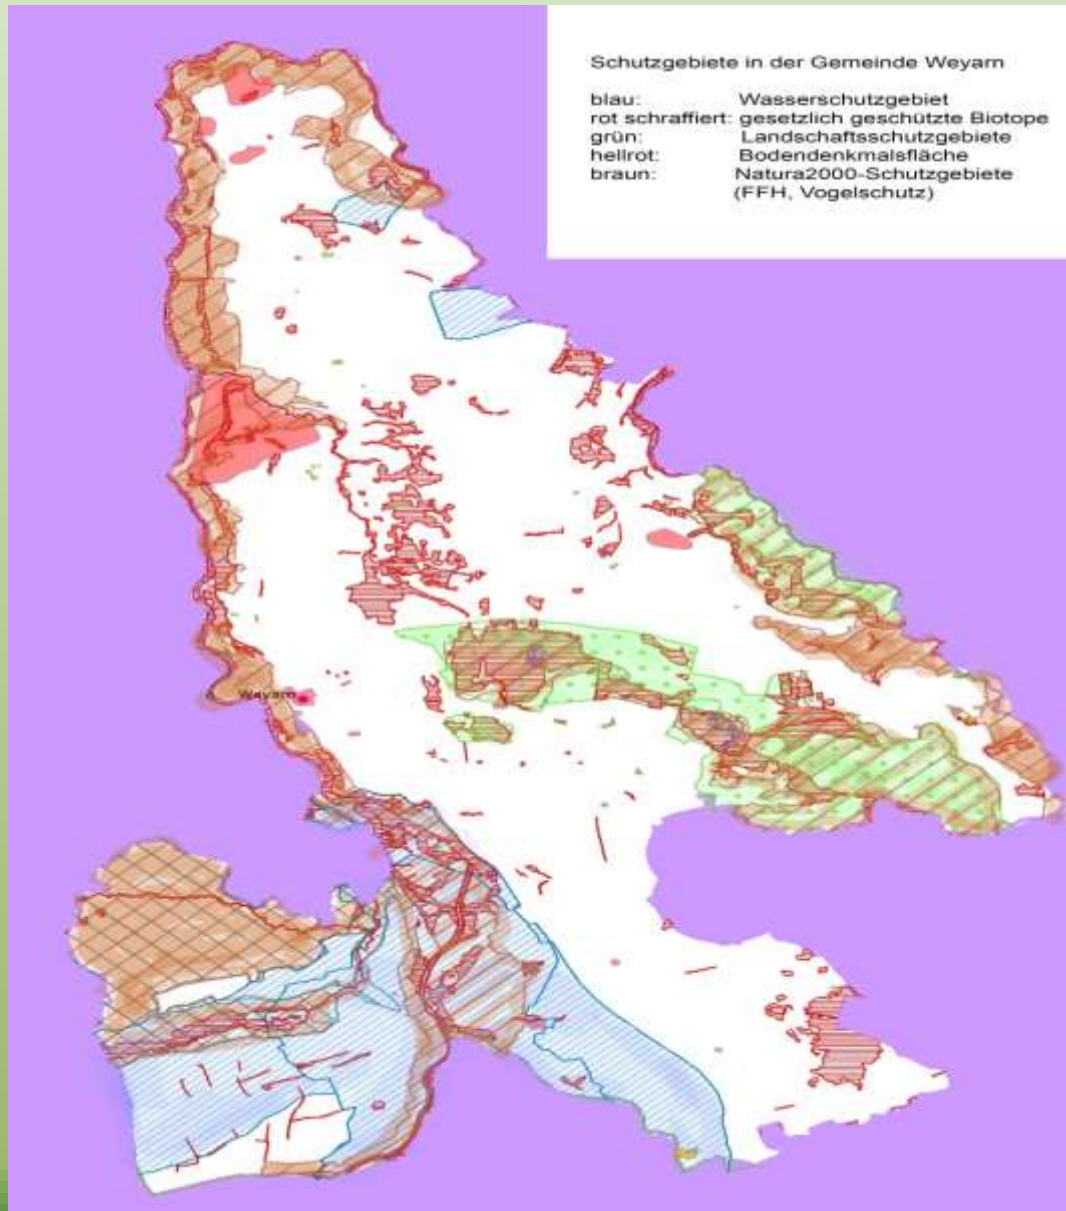 Schutzgebiete in der Gemeinde Weyarn
blau: Wasserschutzgebiet
rot schraffiert: gesetzlich geschützte Biotope
grün: Landschaftsschutzgebiete
hellrot: Bodendenkmalsfläche
braun: Natura2000-Schutzgebiete
(FFH, Vogelschutz)
Weyarn